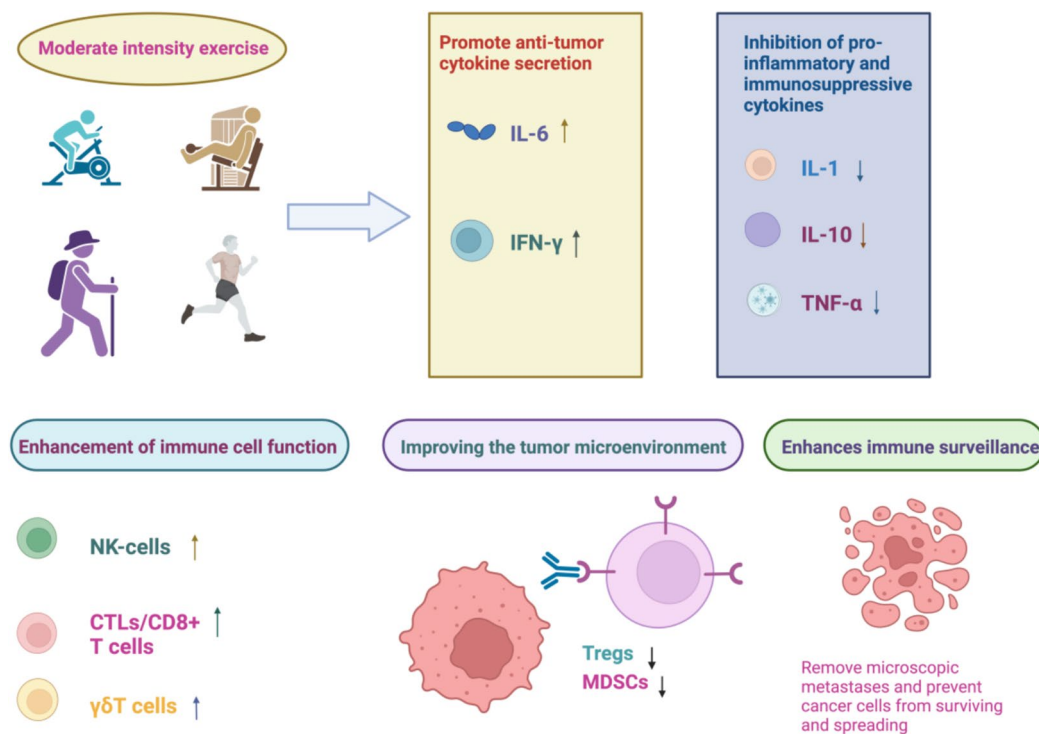 Moderate intensity exercise
Promote anti-tumor
cytokine secretion
IL-6 ↑
IFN-γ ↑
Inhibition of pro-
inflammatory and
immunosuppressive
cytokines
IL-1 ↓
IL-10 ↓
TNF-α ↓
Enhancement of immune cell function
NK-cells ↑
CTLs/CD8+ ↑
T cells
γδT cells ↑
Improving the tumor microenvironment
Tregs ↓
MDSCs ↓
Enhances immune surveillance
Remove microscopic
metastases and prevent
cancer cells from surviving
and spreading